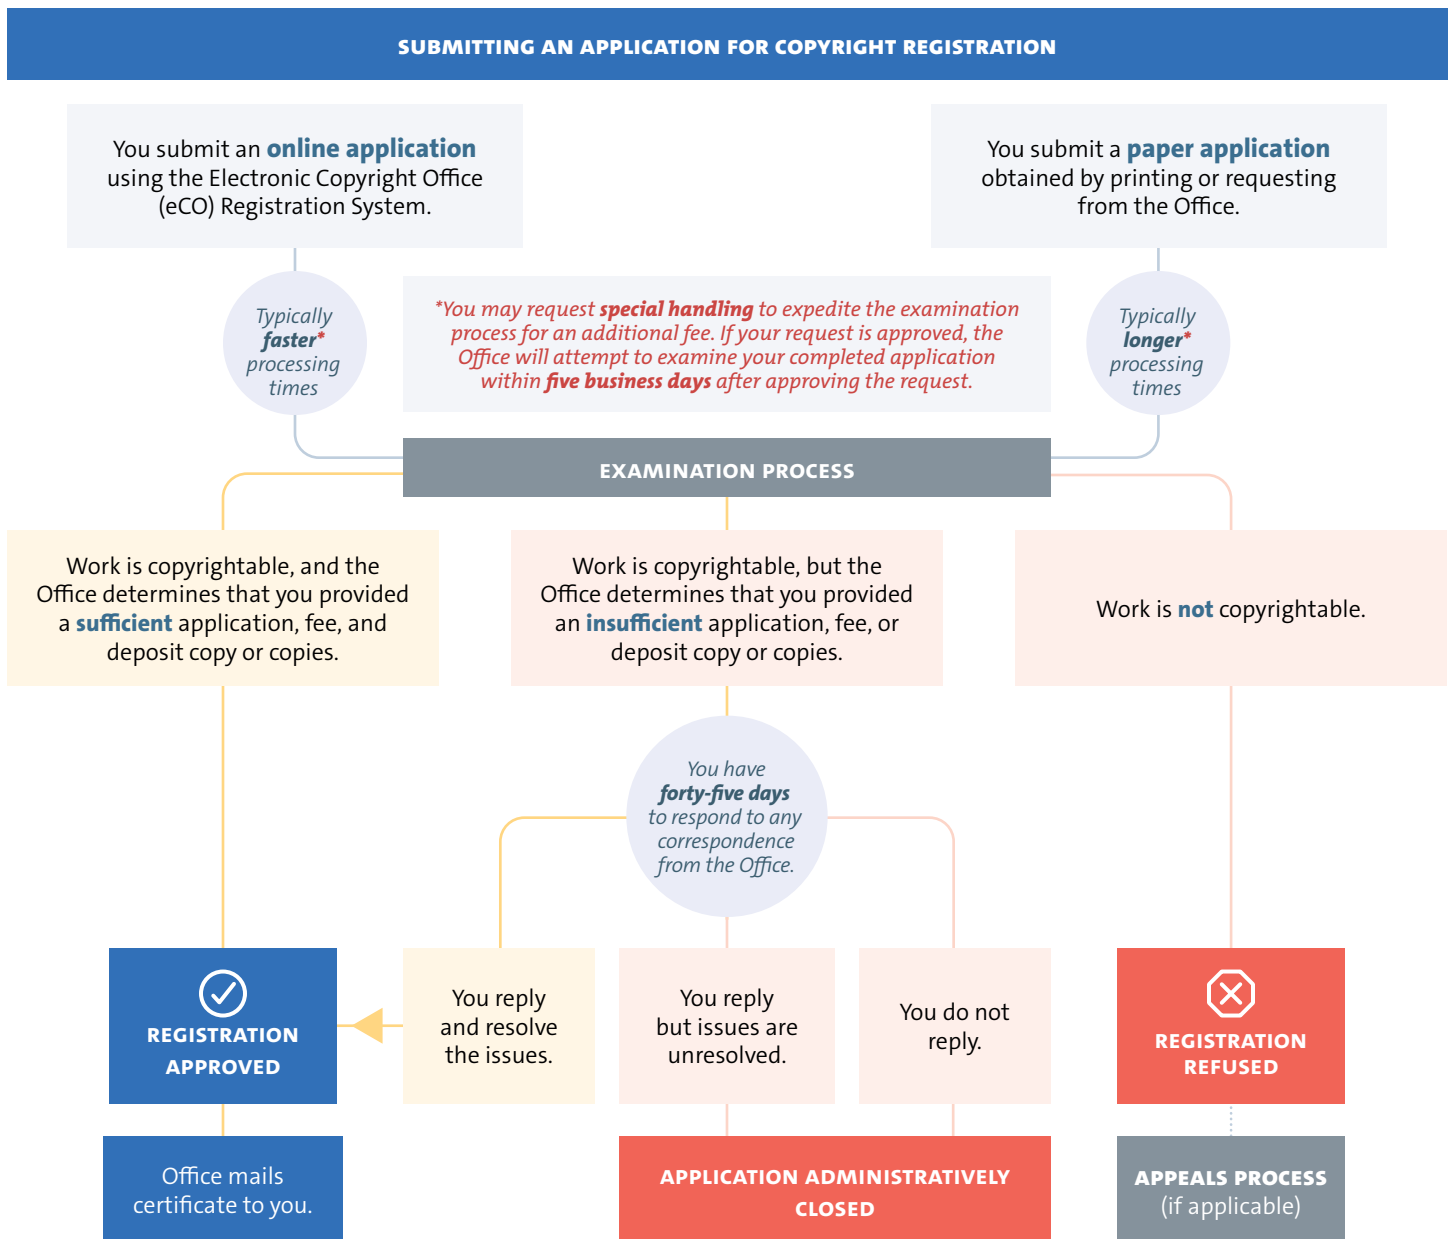 SUBMITTING AN APPLICATION FOR COPYRIGHT REGISTRATION
You submit an online application
using the Electronic Copyright Office
(eCO) Registration System.
You submit a paper application
obtained by printing or requesting
from the Office.
Typically
faster*
processing
times
*You may request special handling to expedite the examination
process for an additional fee. If your request is approved, the
Office will attempt to examine your completed application
within five business days after approving the request.
Typically
longer*
processing
times
EXAMINATION PROCESS
Work is copyrightable, and the
Office determines that you provided
a sufficient application, fee, and
deposit copy or copies.
Work is copyrightable, but the
Office determines that you provided
an insufficient application, fee, or
deposit copy or copies.
Work is not copyrightable.
You have
forty-five days
to respond to any
correspondence
from the Office.
REGISTRATION
APPROVED
You reply
and resolve
the issues.
You reply
but issues are
unresolved.
You do not
reply.
REGISTRATION
REFUSED
Office mails
certificate to you.
APPLICATION ADMINISTRATIVELY
CLOSED
APPEALS PROCESS
(if applicable)